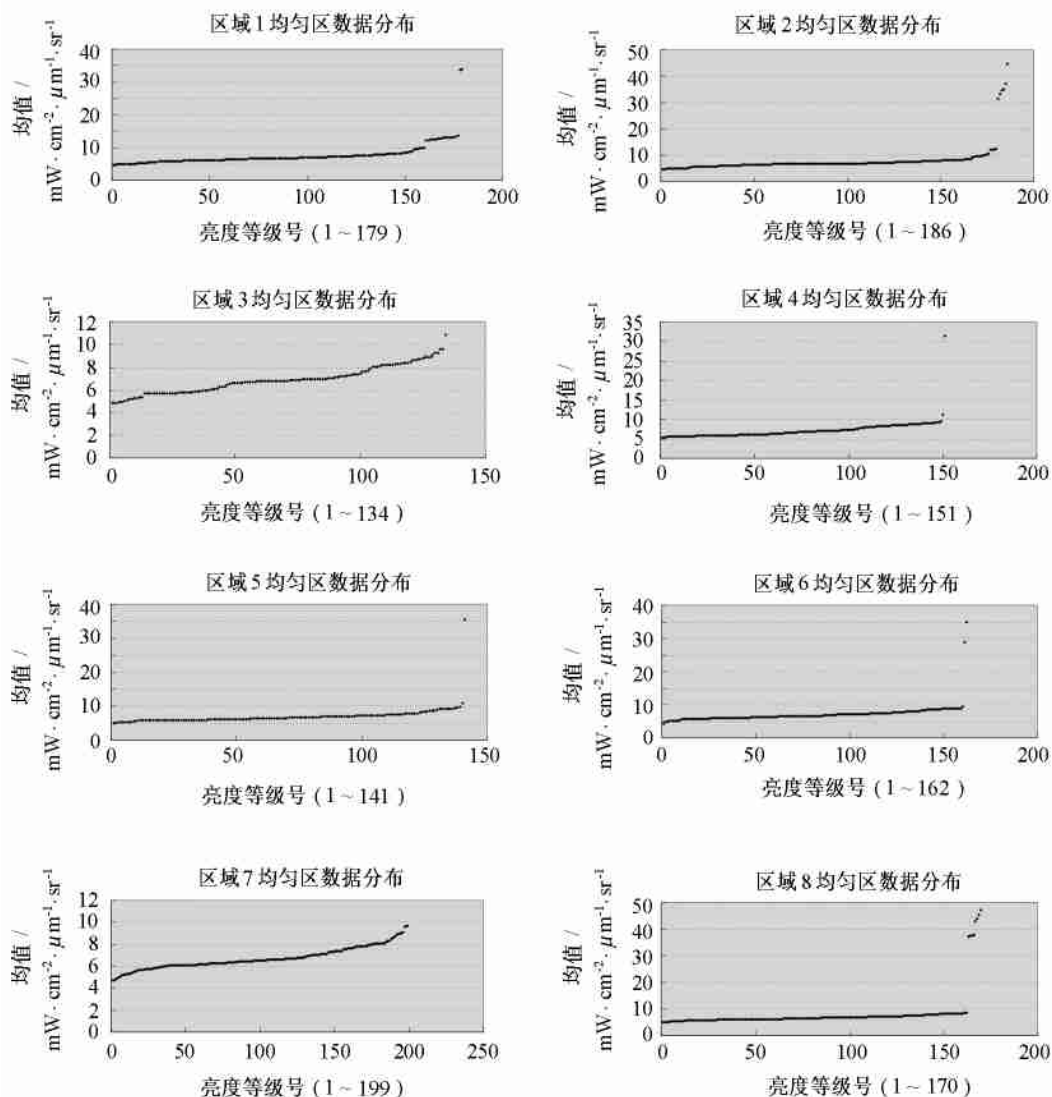 区域1均匀区数据分布
均值 /
mW · cm⁻² · μm⁻¹ · sr⁻¹
40
30
20
10
0
0 50 100 150 200
亮度等级号 (1~179)
区域2均匀区数据分布
均值 /
mW · cm⁻² · μm⁻¹ · sr⁻¹
50
40
30
20
10
0
0 50 100 150 200
亮度等级号 (1~186)
区域3均匀区数据分布
均值 /
mW · cm⁻² · μm⁻¹ · sr⁻¹
12
10
8
6
4
2
0
0 50 100 150
亮度等级号 (1~134)
区域4均匀区数据分布
均值 /
mW · cm⁻² · μm⁻¹ · sr⁻¹
35
30
25
20
15
10
5
0
0 50 100 150 200
亮度等级号 (1~151)
区域5均匀区数据分布
均值 /
mW · cm⁻² · μm⁻¹ · sr⁻¹
40
30
20
10
0
0 50 100 150
亮度等级号 (1~141)
区域6均匀区数据分布
均值 /
mW · cm⁻² · μm⁻¹ · sr⁻¹
40
30
20
10
0
0 50 100 150 200
亮度等级号 (1~162)
区域7均匀区数据分布
均值 /
mW · cm⁻² · μm⁻¹ · sr⁻¹
12
10
8
6
4
2
0
0 50 100 150 200 250
亮度等级号 (1~199)
区域8均匀区数据分布
均值 /
mW · cm⁻² · μm⁻¹ · sr⁻¹
50
40
30
20
10
0
0 50 100 150 200
亮度等级号 (1~170)